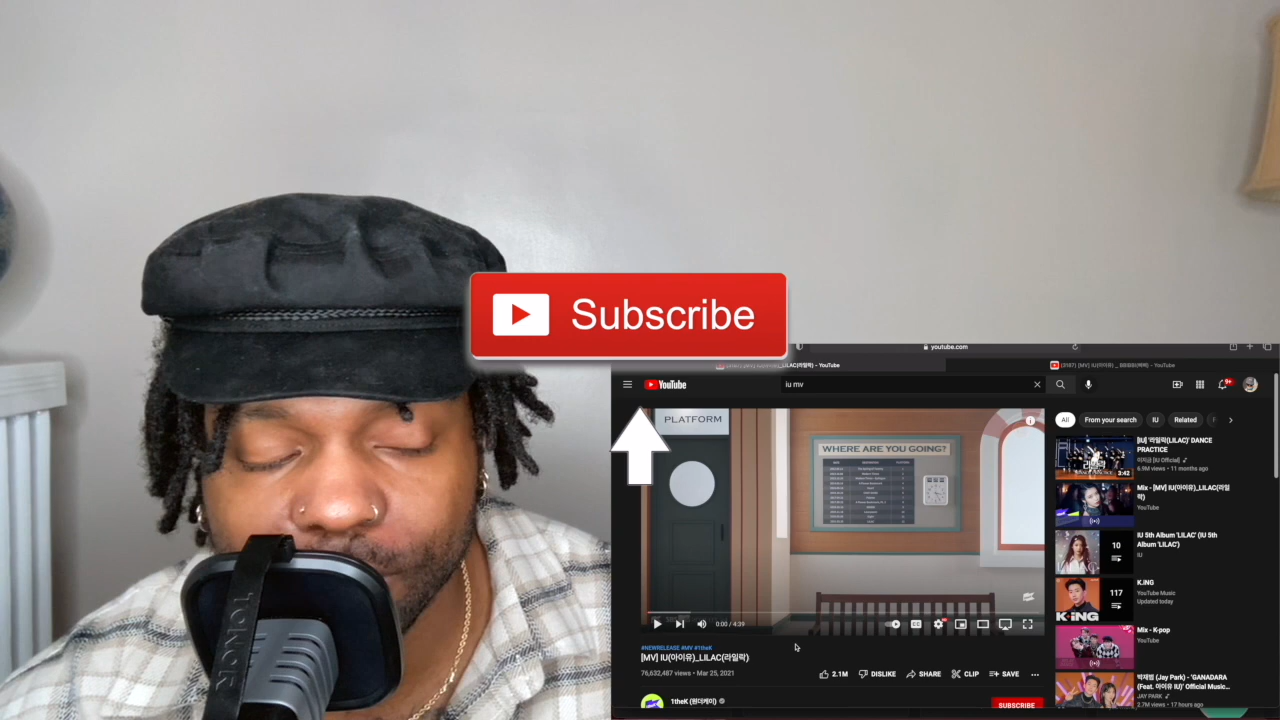 Subscribe
youtube.com
YouTube
iu mv
PLATFORM
WHERE ARE YOU GOING?
0:00 / 4:39
#NEWRELEASE #MV #1theK
[MV] IU(아이유)_LILAC(라일락)
76,632,487 views • Mar 25, 2021
2.1M
DISLIKE
SHARE
CLIP
SAVE
1theK (원더케이)
SUBSCRIBE
All
From your search
IU
Related
[IU] '라일락(LILAC)' DANCE
PRACTICE
이지금 [IU Official]
6.9M views • 11 months ago
3:42
Mix - [MV] IU(아이유)_LILAC(라일
락)
YouTube
IU 5th Album 'LILAC' (IU 5th
Album 'LILAC')
IU
10
K.ING
YouTube Music
Updated today
117
K-ING
Mix - K-pop
YouTube
박재범 (Jay Park) - 'GANADARA
(Feat. 아이유 IU)' Official Music...
JAY PARK
2.7M views • 17 hours ago
TONOR